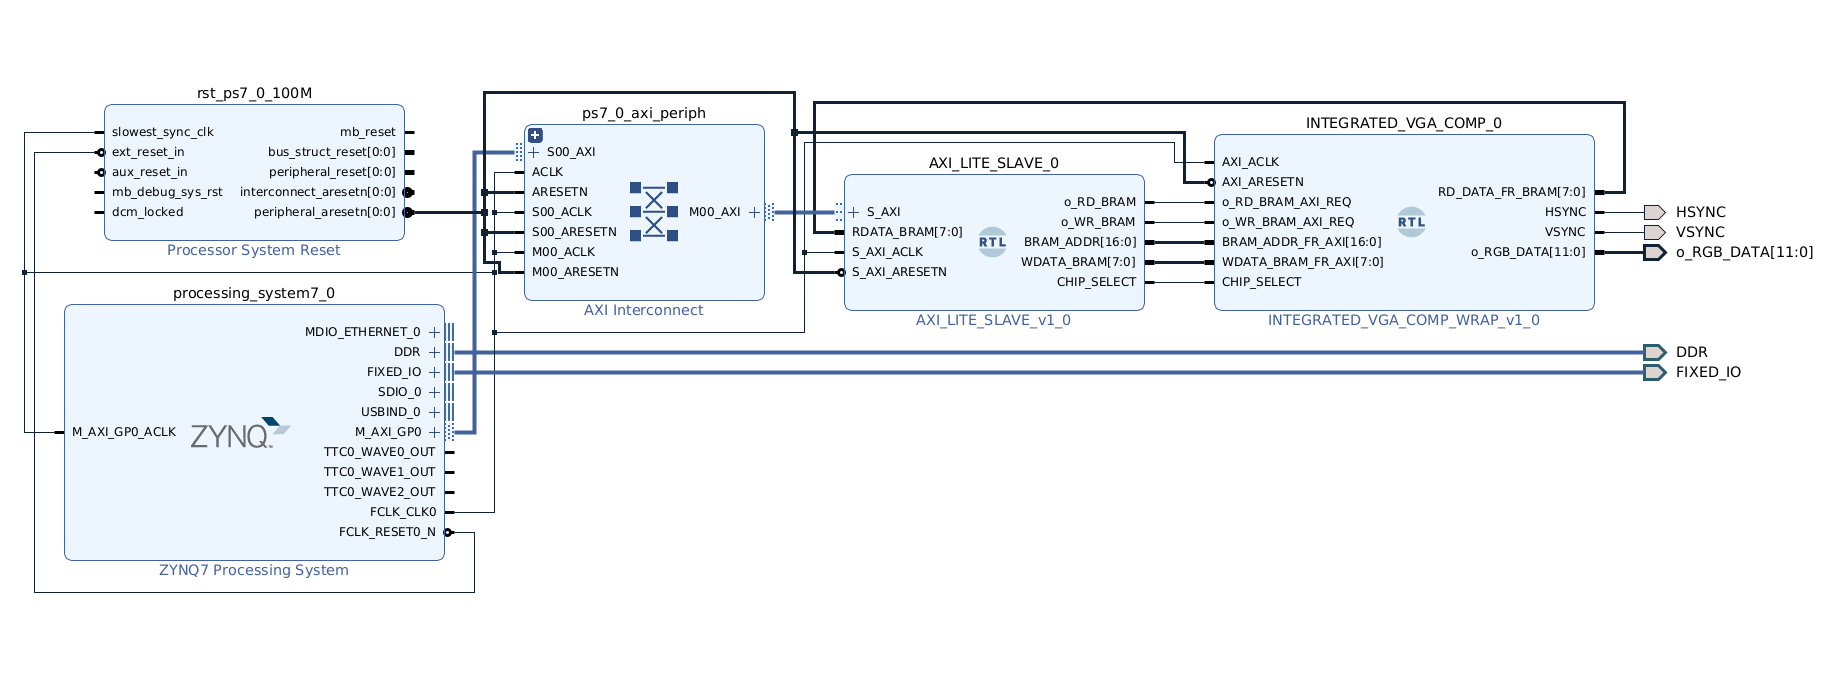 rst_ps7_0_100M
slowest_sync_clk
ext_reset_in
aux_reset_in
mb_debug_sys_rst
dcm_locked
mb_reset
bus_struct_reset[0:0]
peripheral_reset[0:0]
interconnect_aresetn[0:0]
peripheral_aresetn[0:0]
Processor System Reset
processing_system7_0
M_AXI_GP0_ACLK
ZYNQ
MDIO_ETHERNET_0
DDR
FIXED_IO
SDIO_0
USBIND_0
M_AXI_GP0
TTC0_WAVE0_OUT
TTC0_WAVE1_OUT
TTC0_WAVE2_OUT
FCLK_CLK0
FCLK_RESET0_N
ZYNQ7 Processing System
ps7_0_axi_periph
S00_AXI
ACLK
ARESETN
S00_ACLK
S00_ARESETN
M00_ACLK
M00_ARESETN
M00_AXI
AXI Interconnect
AXI_LITE_SLAVE_0
S_AXI
RDATA_BRAM[7:0]
S_AXI_ACLK
S_AXI_ARESETN
RTL
o_RD_BRAM
o_WR_BRAM
BRAM_ADDR[16:0]
WDATA_BRAM[7:0]
CHIP_SELECT
AXI_LITE_SLAVE_v1_0
INTEGRATED_VGA_COMP_0
AXI_ACLK
AXI_ARESETN
o_RD_BRAM_AXI_REQ
o_WR_BRAM_AXI_REQ
BRAM_ADDR_FR_AXI[16:0]
WDATA_BRAM_FR_AXI[7:0]
CHIP_SELECT
RTL
RD_DATA_FR_BRAM[7:0]
HSYNC
VSYNC
o_RGB_DATA[11:0]
INTEGRATED_VGA_COMP_WRAP_v1_0
HSYNC
VSYNC
o_RGB_DATA[11:0]
DDR
FIXED_IO